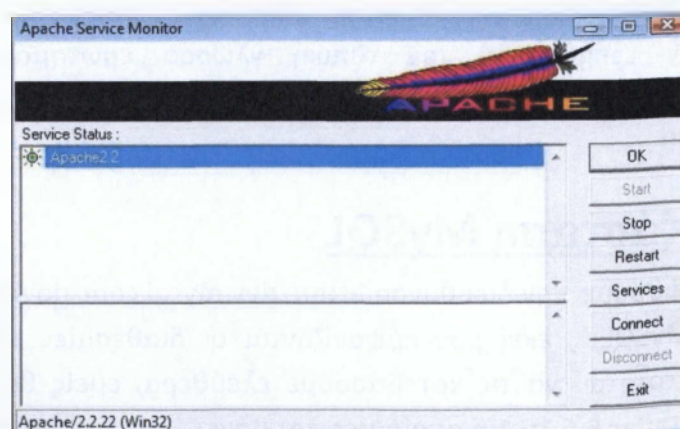 Apache Service Monitor
APACHE
Service Status :
Apache2.2
OK
Start
Stop
Restart
Services
Connect
Disconnect
Exit
Apache/2.2.22 (Win32)